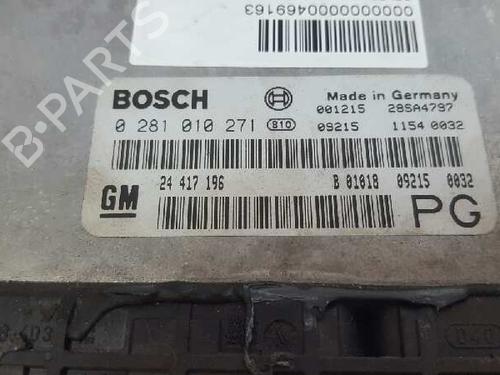 00000000000469163
BOSCH
Made in Germany
001215 28SA4797
0 281 010 271 810 09215 1154 0032
GM
24 417 196 B 01018 09215 0032
PG
B-PARTS